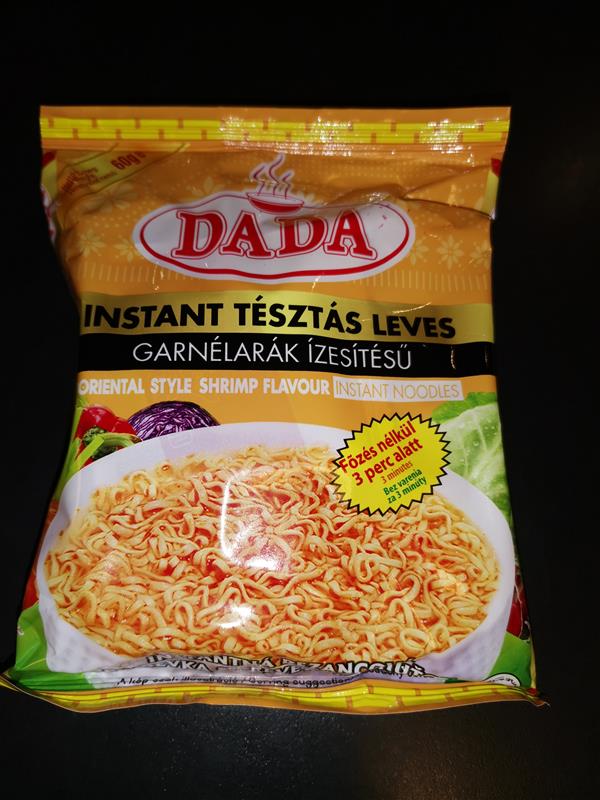 60g e
DADA
INSTANT TÉSZTÁS LEVES
GARNÉLARÁK ÍZESÍTÉSŰ
ORIENTAL STYLE SHRIMP FLAVOUR INSTANT NOODLES
Főzés nélkül
3 perc alatt
3 minutes
Bez varenia
za 3 minúty